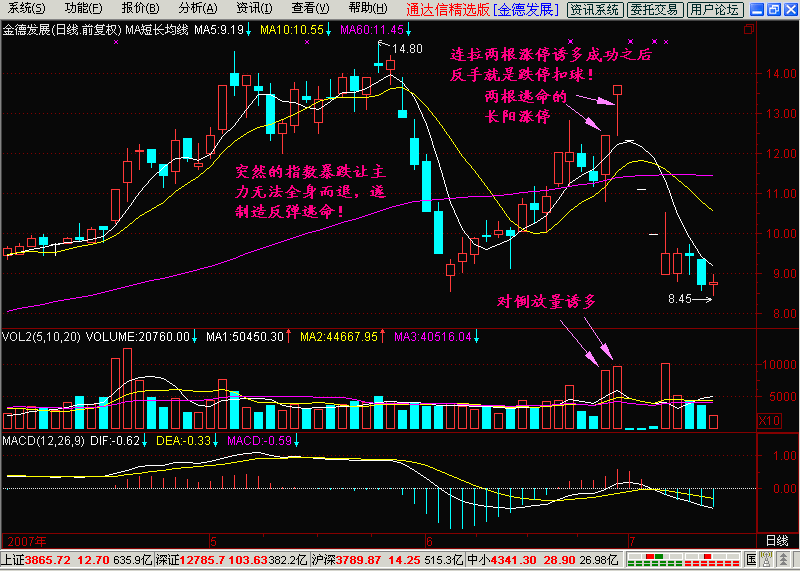 系统(S) 功能(F) 报价(B) 分析(A) 资讯(I) 查看(V) 帮助(H) 通达信精选版 [金德发展] 资讯系统 委托交易 用户论坛
金德发展(日线.前复权) MA短长均线 MA5:9.19↓ MA10:10.55↓ MA60:11.45↓
14.80
连拉两根涨停诱多成功之后
反手就是跌停扣球！
14.00
两根逃命的
长阳涨停
13.00
12.00
突然的指数暴跌让主
力无法全身而退，遂
制造反弹逃命！
11.00
10.00
9.00
对倒放量诱多
8.45
8.00
VOL2(5,10,20) VOLUME:20760.00↓ MA1:50450.30↑ MA2:44667.95↑ MA3:40516.04↓
10000
5000
X10
MACD(12,26,9) DIF:-0.62↓ DEA:-0.33↓ MACD:-0.59↓
1.00
0.00
2007年 5 6 7 日线
上证3865.72 12.70 635.9亿 深证12785.7 103.63 382.2亿 沪深3789.87 14.25 515.3亿 中小4341.30 28.90 26.98亿 国